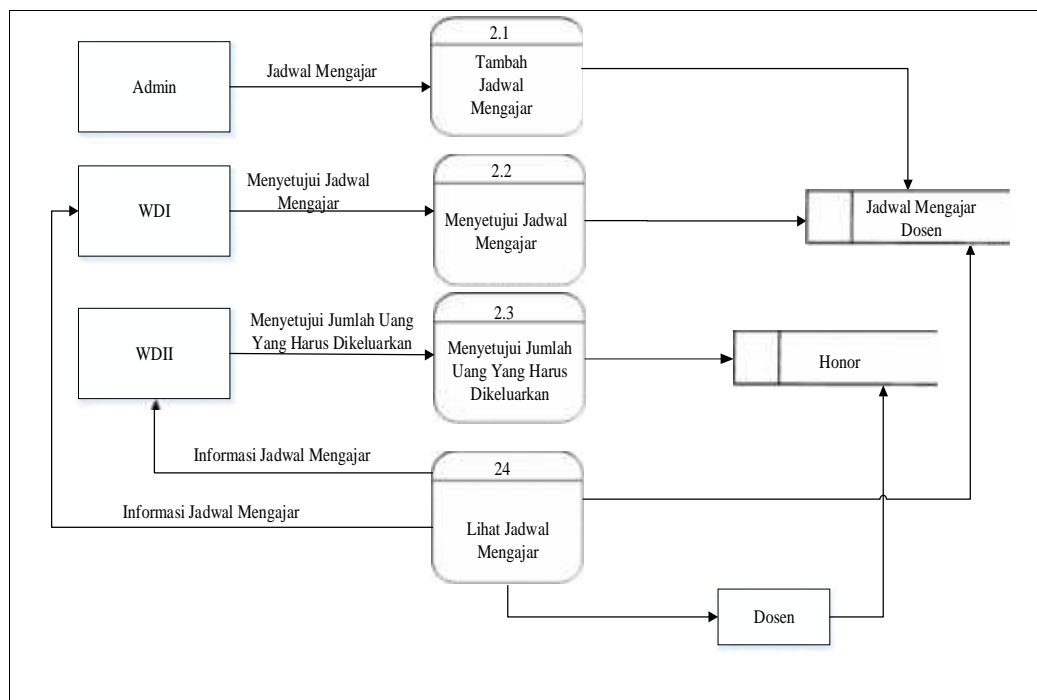 2.1
Tambah
Jadwal
Mengajar
Admin
Jadwal Mengajar
2.2
Menyetujui Jadwal
Mengajar
WDI
Menyetujui Jadwal
Mengajar
Jadwal Mengajar
Dosen
2.3
Menyetujui Jumlah
Uang Yang Harus
Dikeluarkan
WDII
Menyetujui Jumlah Uang
Yang Harus Dikeluarkan
Honor
Informasi Jadwal Mengajar
24
Lihat Jadwal
Mengajar
Informasi Jadwal Mengajar
Dosen